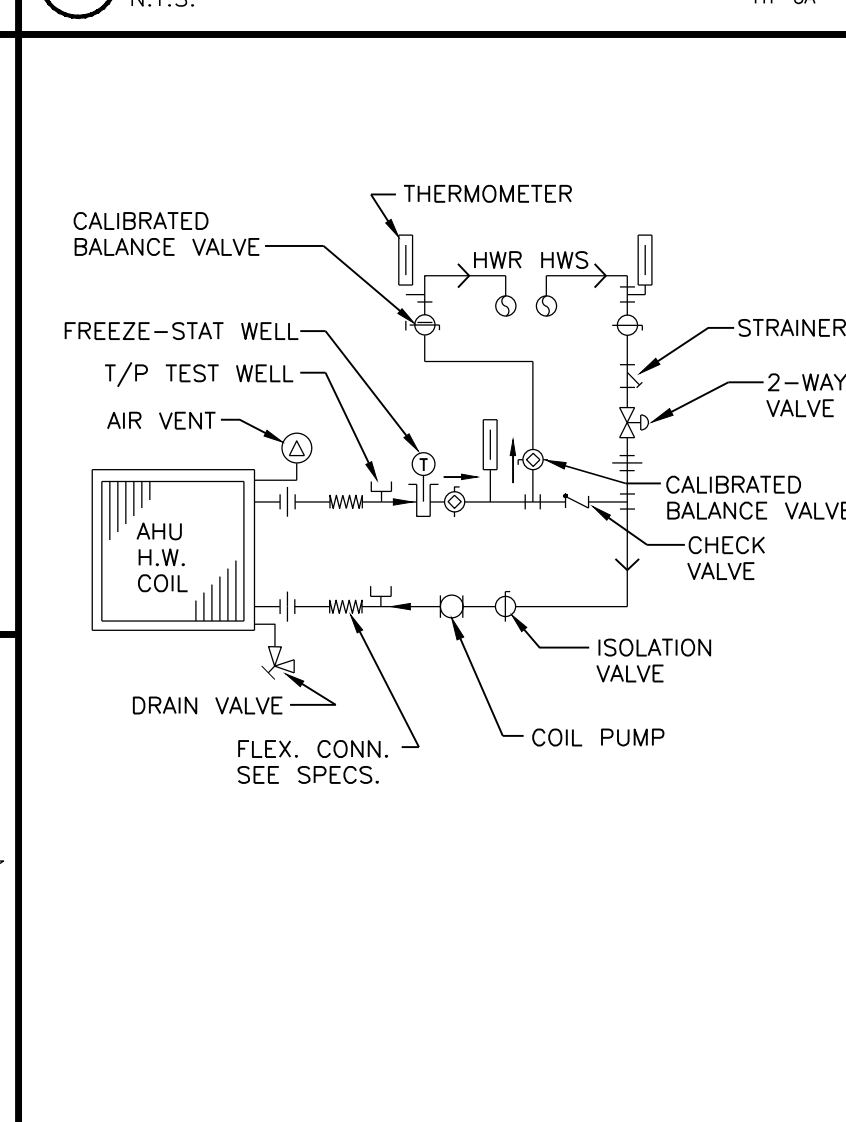 N.T.S.
THERMOMETER
CALIBRATED
BALANCE VALVE
HWR HWS
FREEZE-STAT WELL
STRAINER
T/P TEST WELL
2-WAY
VALVE
AIR VENT
T
CALIBRATED
BALANCE VALVE
AHU
H.W.
COIL
CHECK
VALVE
ISOLATION
VALVE
DRAIN VALVE
COIL PUMP
FLEX. CONN.
SEE SPECS.